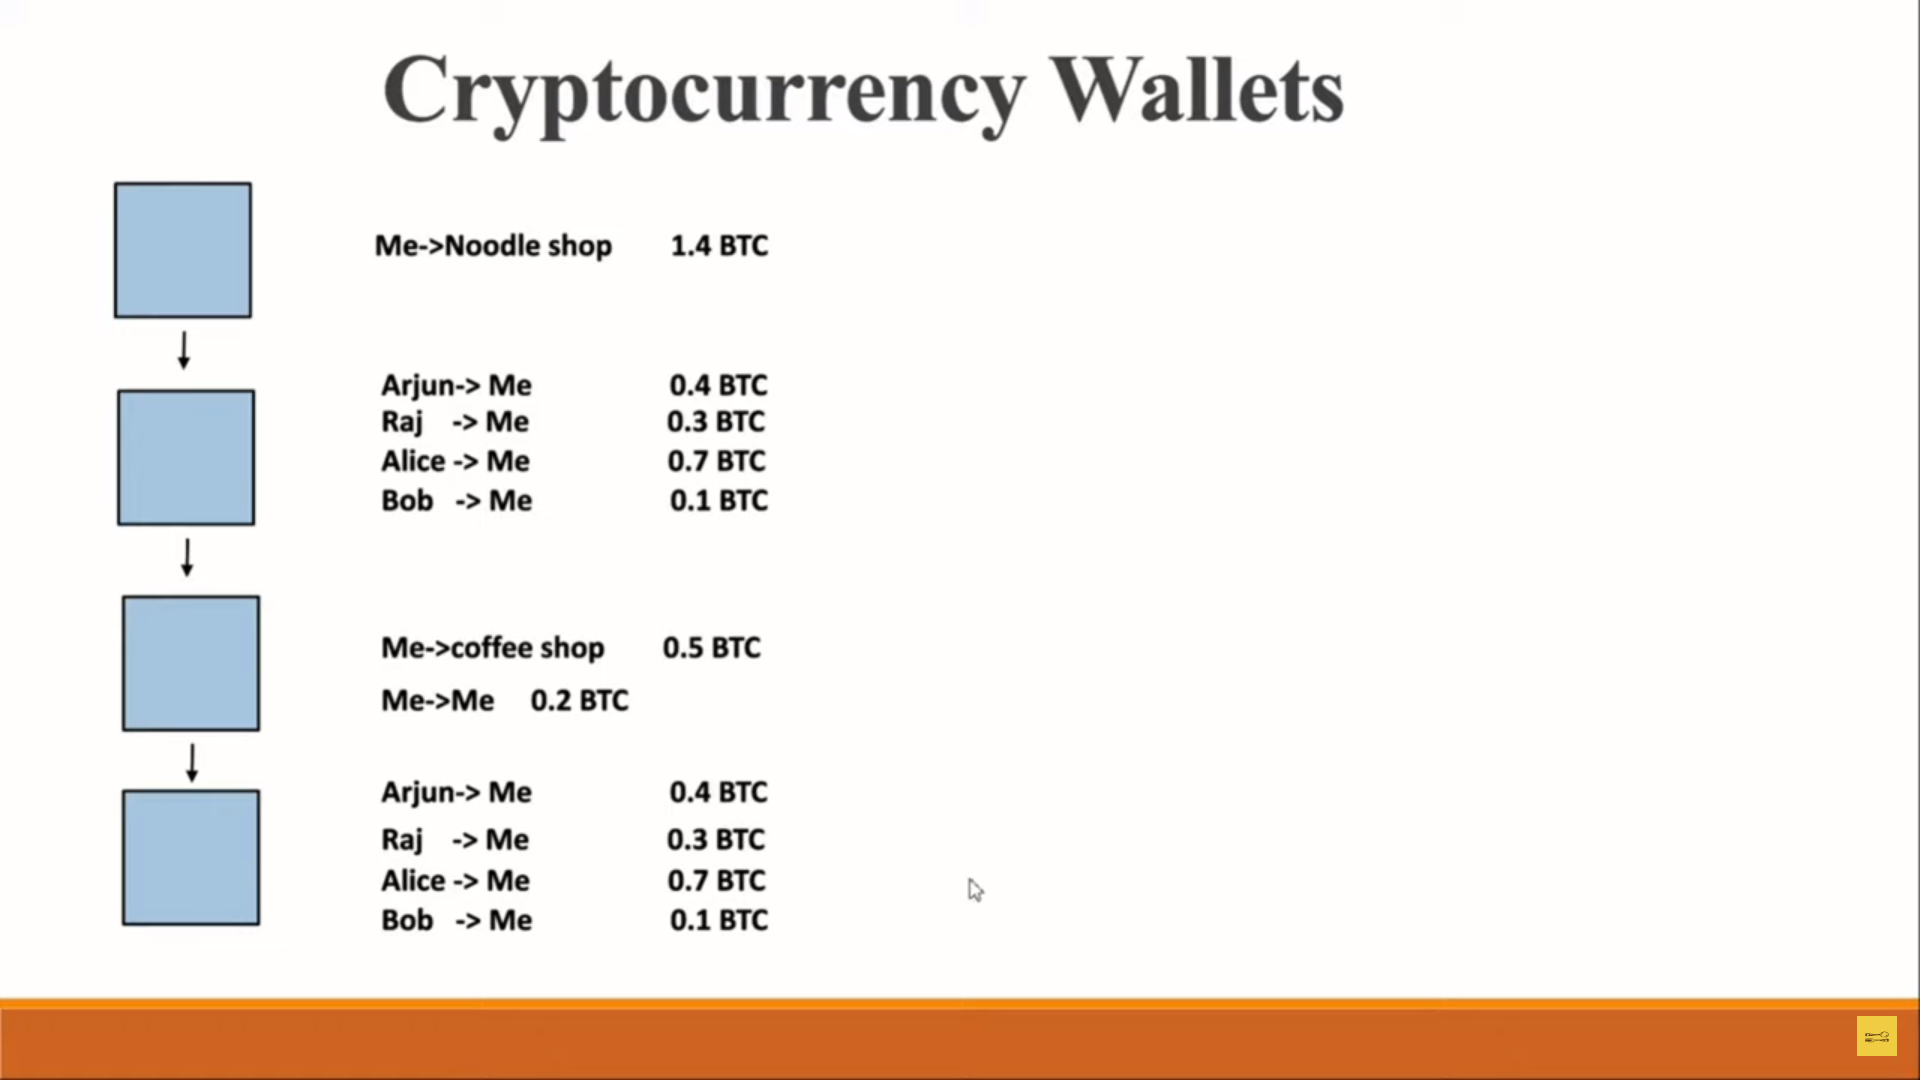 Cryptocurrency Wallets
Me->Noodle shop 1.4 BTC
Arjun-> Me 0.4 BTC
Raj -> Me 0.3 BTC
Alice -> Me 0.7 BTC
Bob -> Me 0.1 BTC
Me->coffee shop 0.5 BTC
Me->Me 0.2 BTC
Arjun-> Me 0.4 BTC
Raj -> Me 0.3 BTC
Alice -> Me 0.7 BTC
Bob -> Me 0.1 BTC